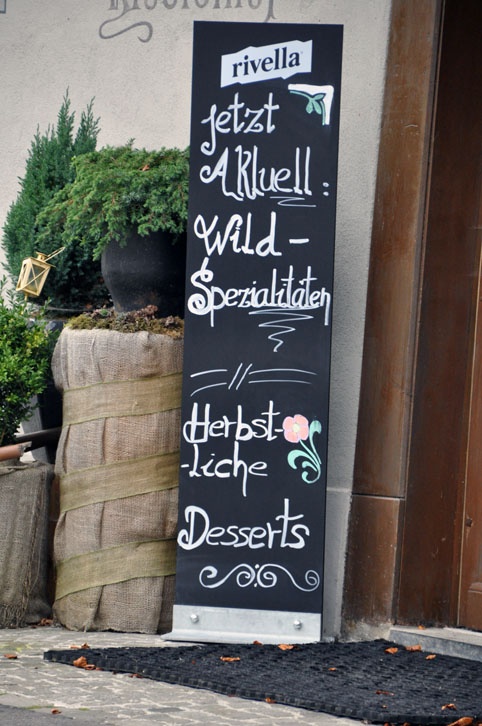 rivella
jetzt
Aktuell:
Wild-
Spezialitäten
Herbst-
-liche
Desserts